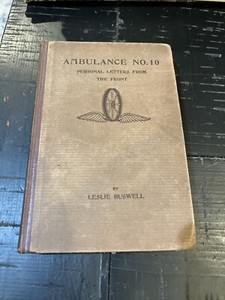 AMBULANCE NO. 10
PERSONAL LETTERS FROM
THE FRONT
BY
LESLIE BUSWELL